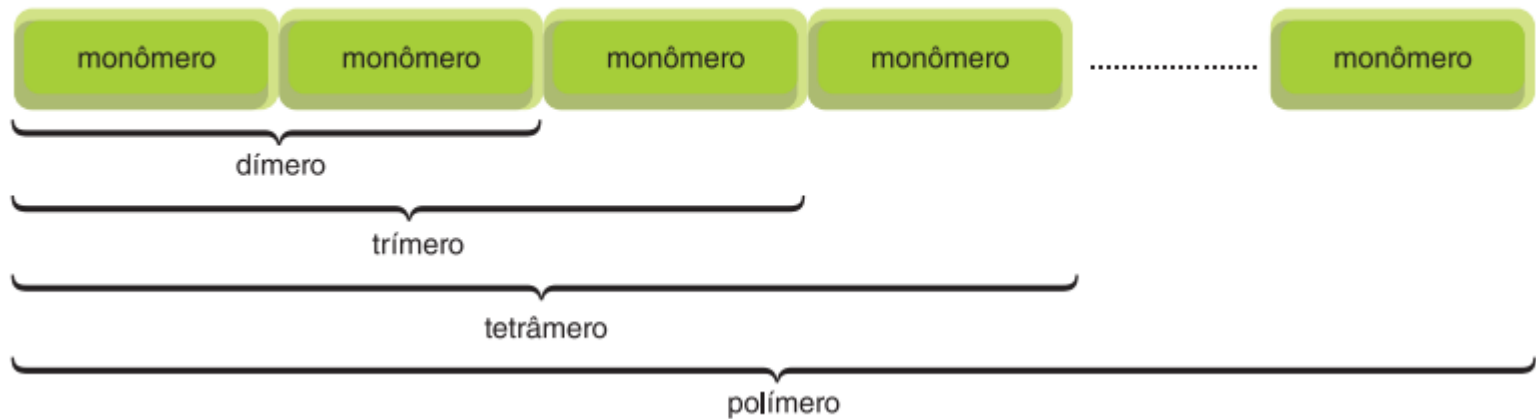 monômero monômero monômero monômero .................... monômero
dímero
trímero
tetrâmero
polímero